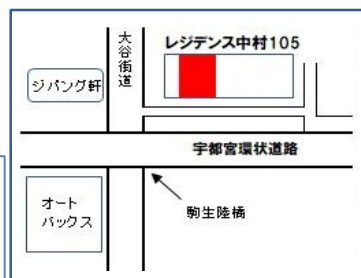 大谷街道
レジデンス中村105
ジパング軒
宇都宮環状道路
オート
バックス
駒生陸橋